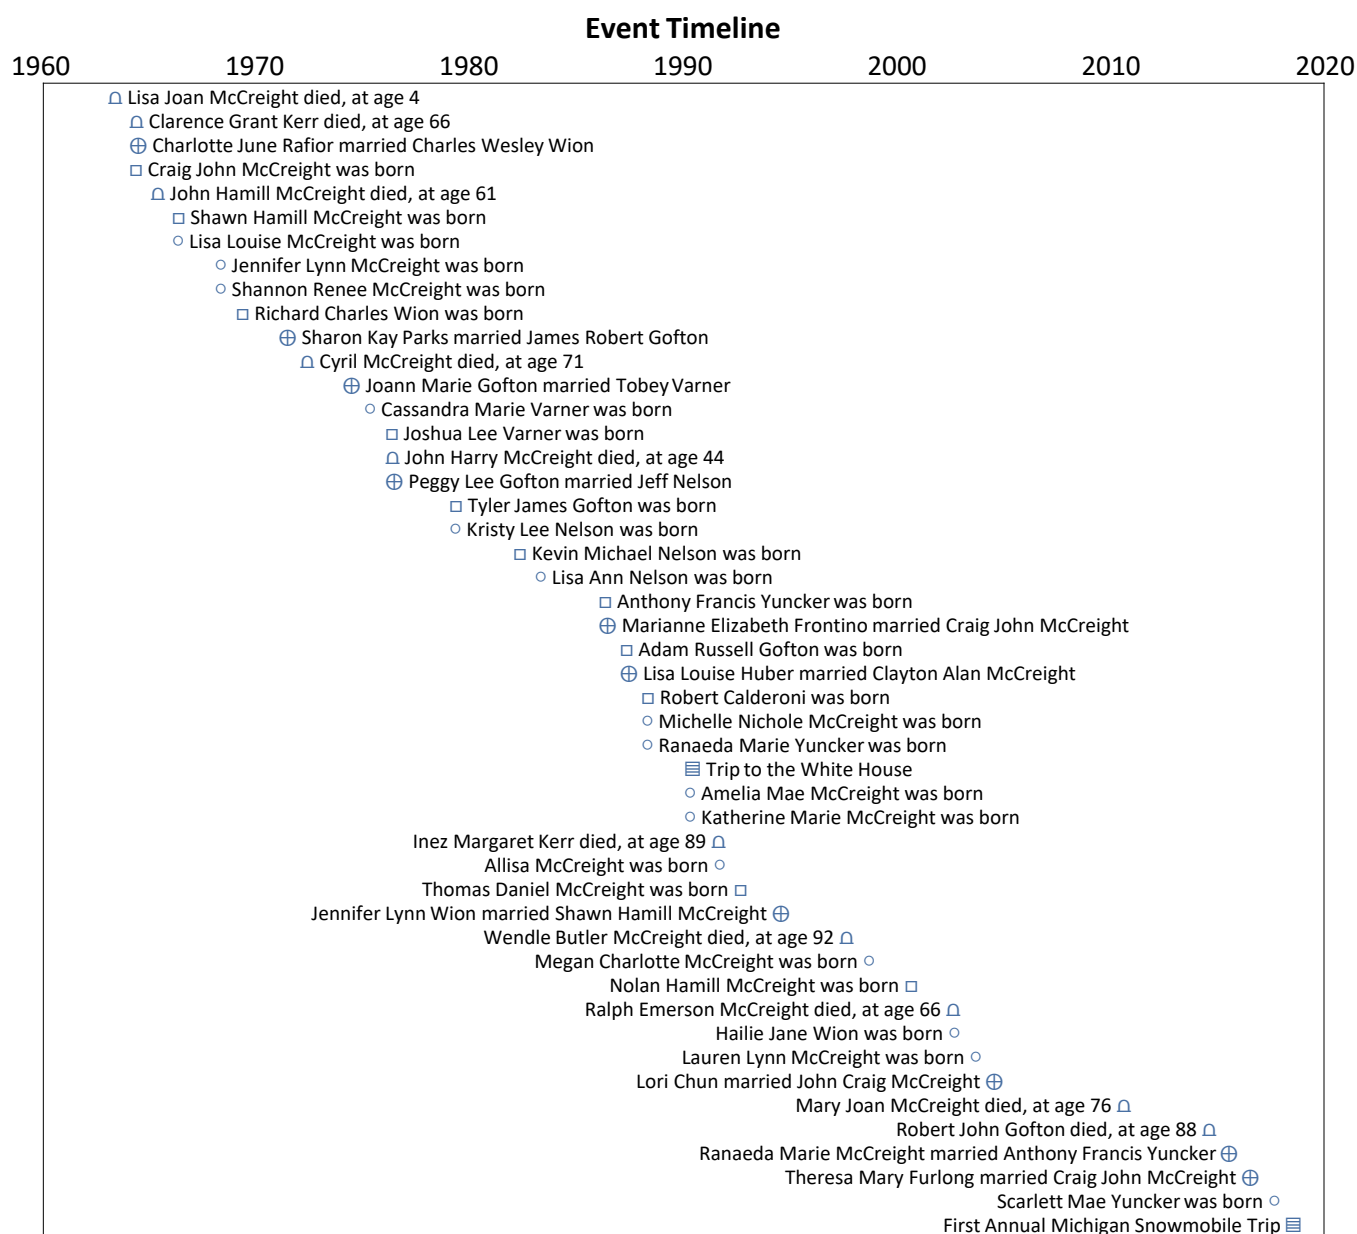 Event Timeline
1960 1970 1980 1990 2000 2010 2020
Lisa Joan McCreight died, at age 4
Clarence Grant Kerr died, at age 66
Charlotte June Rafior married Charles Wesley Wion
Craig John McCreight was born
John Hamill McCreight died, at age 61
Shawn Hamill McCreight was born
Lisa Louise McCreight was born
Jennifer Lynn McCreight was born
Shannon Renee McCreight was born
Richard Charles Wion was born
Sharon Kay Parks married James Robert Gofton
Cyril McCreight died, at age 71
Joann Marie Gofton married Tobey Varner
Cassandra Marie Varner was born
Joshua Lee Varner was born
John Harry McCreight died, at age 44
Peggy Lee Gofton married Jeff Nelson
Tyler James Gofton was born
Kristy Lee Nelson was born
Kevin Michael Nelson was born
Lisa Ann Nelson was born
Anthony Francis Yuncker was born
Marianne Elizabeth Frontino married Craig John McCreight
Adam Russell Gofton was born
Lisa Louise Huber married Clayton Alan McCreight
Robert Calderoni was born
Michelle Nichole McCreight was born
Ranaeda Marie Yuncker was born
Trip to the White House
Amelia Mae McCreight was born
Katherine Marie McCreight was born
Inez Margaret Kerr died, at age 89
Allisa McCreight was born
Thomas Daniel McCreight was born
Jennifer Lynn Wion married Shawn Hamill McCreight
Wendle Butler McCreight died, at age 92
Megan Charlotte McCreight was born
Nolan Hamill McCreight was born
Ralph Emerson McCreight died, at age 66
Hailie Jane Wion was born
Lauren Lynn McCreight was born
Lori Chun married John Craig McCreight
Mary Joan McCreight died, at age 76
Robert John Gofton died, at age 88
Ranaeda Marie McCreight married Anthony Francis Yuncker
Theresa Mary Furlong married Craig John McCreight
Scarlett Mae Yuncker was born
First Annual Michigan Snowmobile Trip